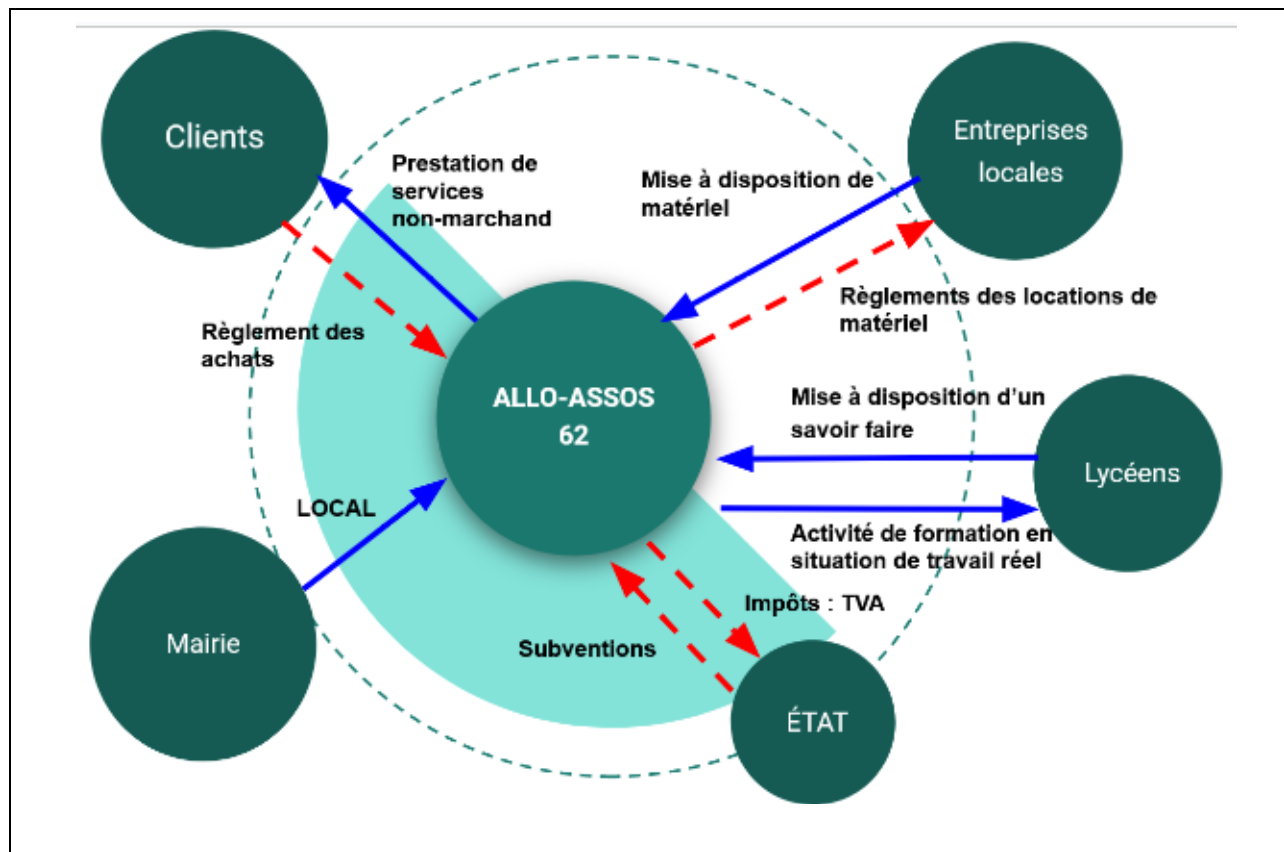 Clients
Prestation de
services
non-marchand
Mise à disposition de
matériel
Entreprises
locales
Règlement des
achats
Règlements des locations de
matériel
ALLO-ASSOS
62
Mise à disposition d'un
savoir faire
Lycéens
Activité de formation en
situation de travail réel
LOCAL
Mairie
Impôts : TVA
Subventions
ÉTAT